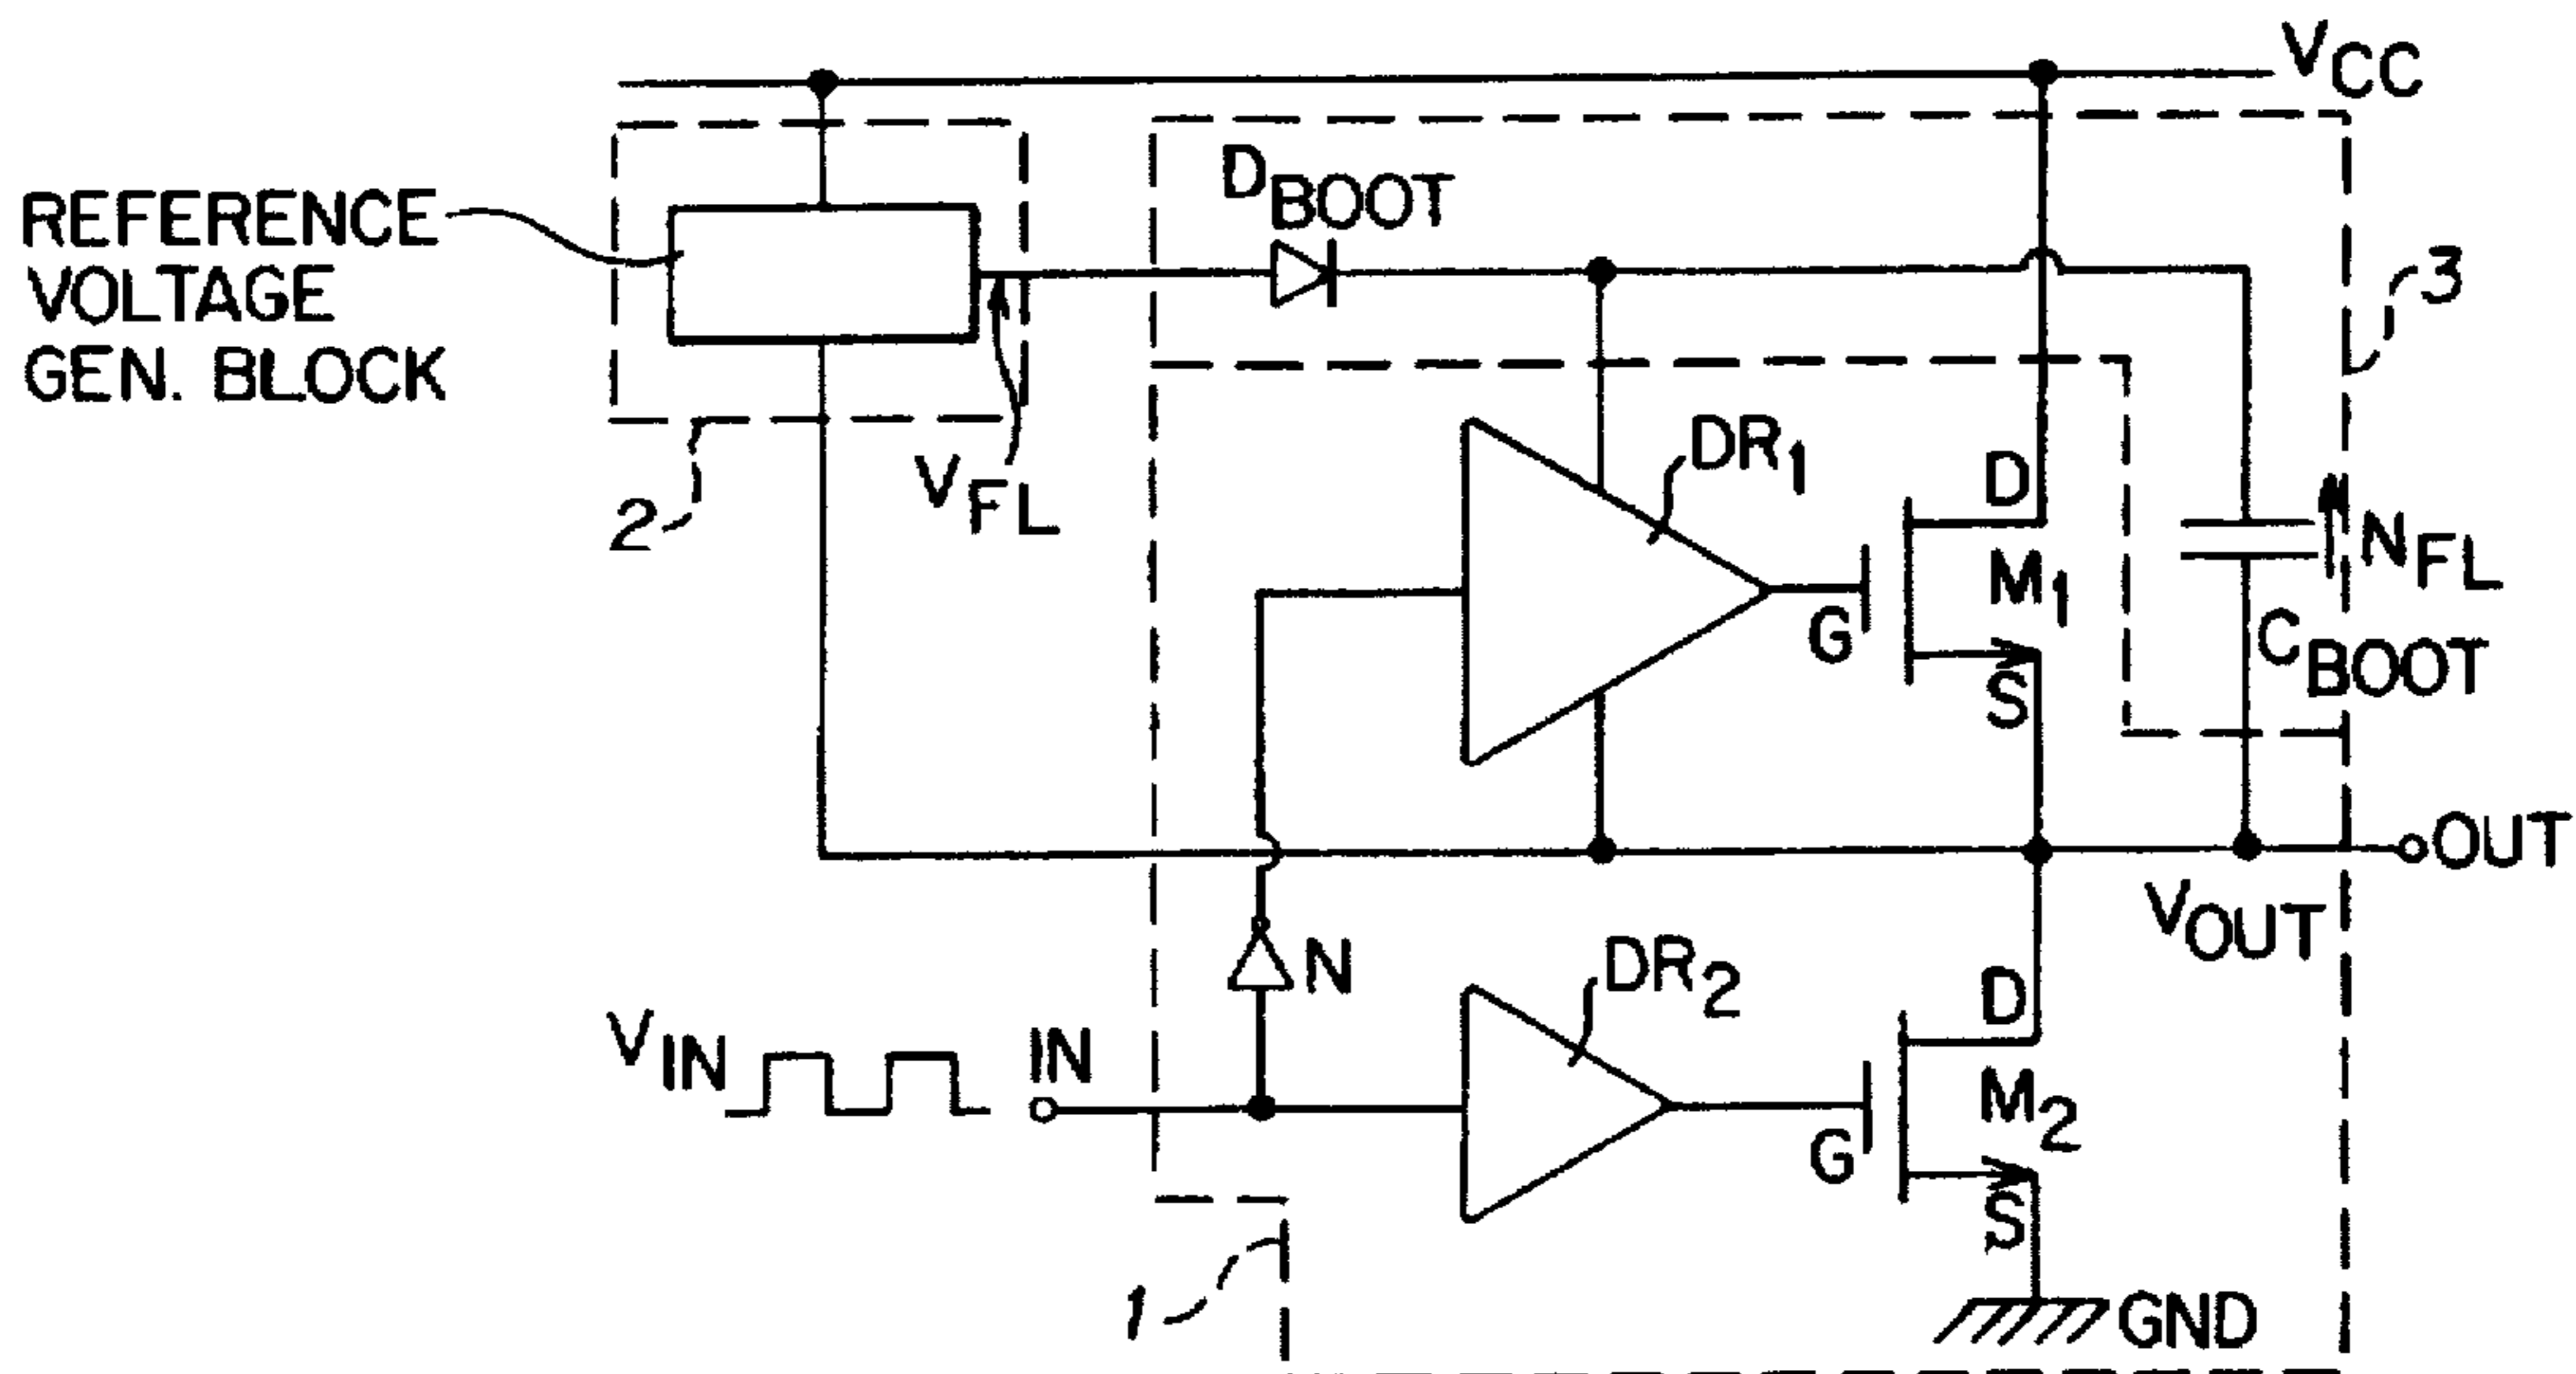 VCC
DBOOT
REFERENCE
VOLTAGE
GEN. BLOCK
3
DR1
D
VFL
2
NFL
M1
G
CBOOT
S
OUT
VOUT
N
DR2
D
VIN
IN
M2
G
S
1
GND